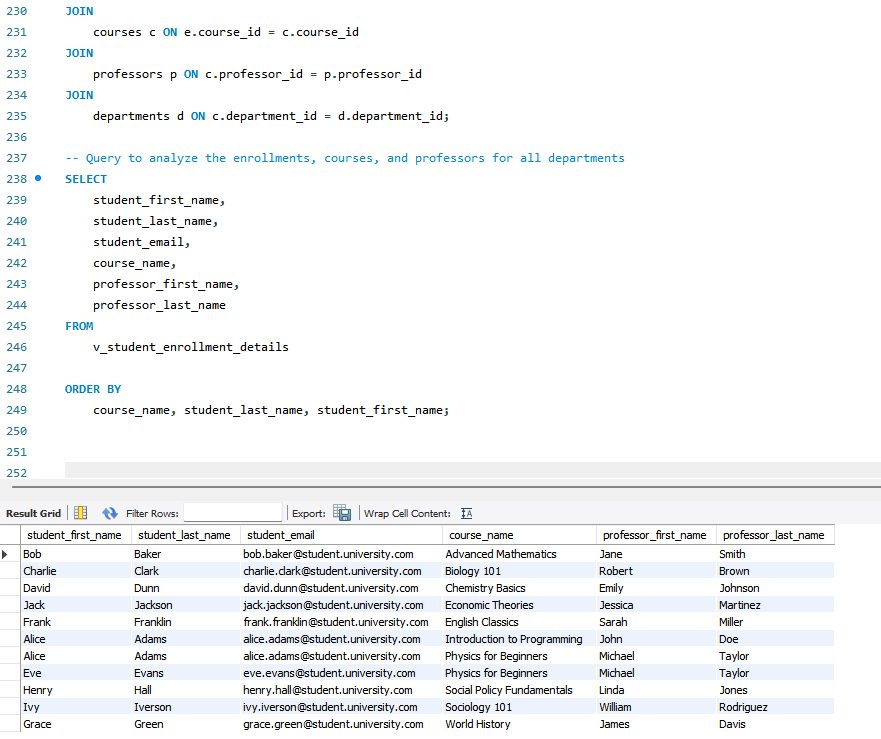 230 JOIN
231 courses c ON e.course_id = c.course_id
232 JOIN
233 professors p ON c.professor_id = p.professor_id
234 JOIN
235 departments d ON c.department_id = d.department_id;
236
237 -- Query to analyze the enrollments, courses, and professors for all departments
238 SELECT
239 student_first_name,
240 student_last_name,
241 student_email,
242 course_name,
243 professor_first_name,
244 professor_last_name
245 FROM
246 v_student_enrollment_details
247
248 ORDER BY
249 course_name, student_last_name, student_first_name;
250
251
252
Result Grid Filter Rows: Export: Wrap Cell Content:
student_first_name student_last_name student_email course_name professor_first_name professor_last_name
Bob Baker bob.baker@student.university.com Advanced Mathematics Jane Smith
Charlie Clark charlie.clark@student.university.com Biology 101 Robert Brown
David Dunn david.dunn@student.university.com Chemistry Basics Emily Johnson
Jack Jackson jack.jackson@student.university.com Economic Theories Jessica Martinez
Frank Franklin frank.franklin@student.university.com English Classics Sarah Miller
Alice Adams alice.adams@student.university.com Introduction to Programming John Doe
Alice Adams alice.adams@student.university.com Physics for Beginners Michael Taylor
Eve Evans eve.evans@student.university.com Physics for Beginners Michael Taylor
Henry Hall henry.hall@student.university.com Social Policy Fundamentals Linda Jones
Ivy Iverson ivy.iverson@student.university.com Sociology 101 William Rodriguez
Grace Green grace.green@student.university.com World History James Davis